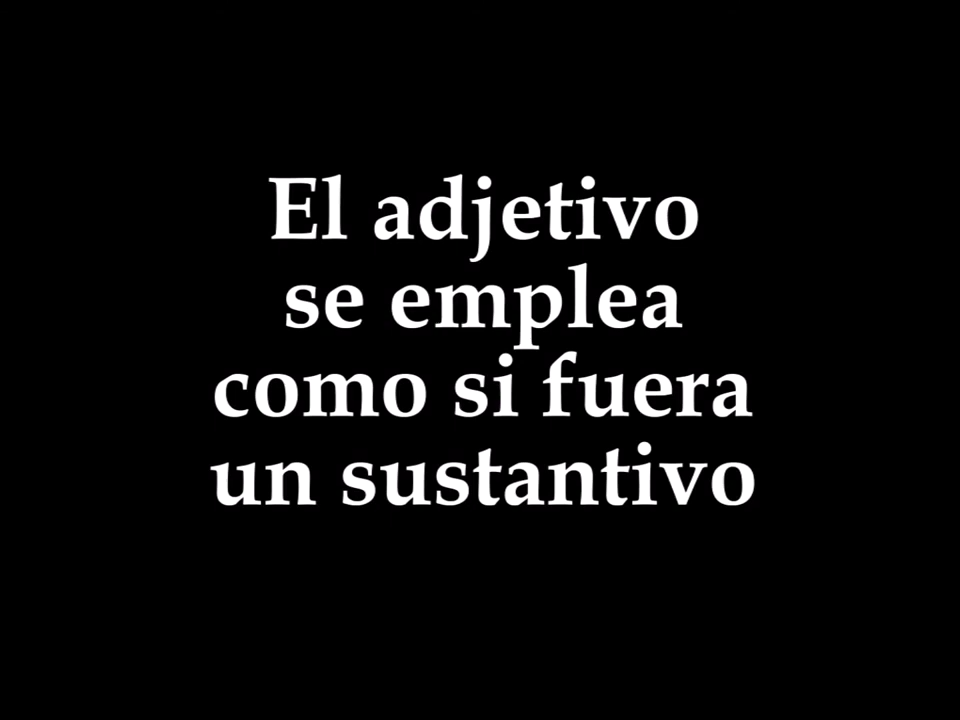 El adjetivo
se emplea
como si fuera
un sustantivo